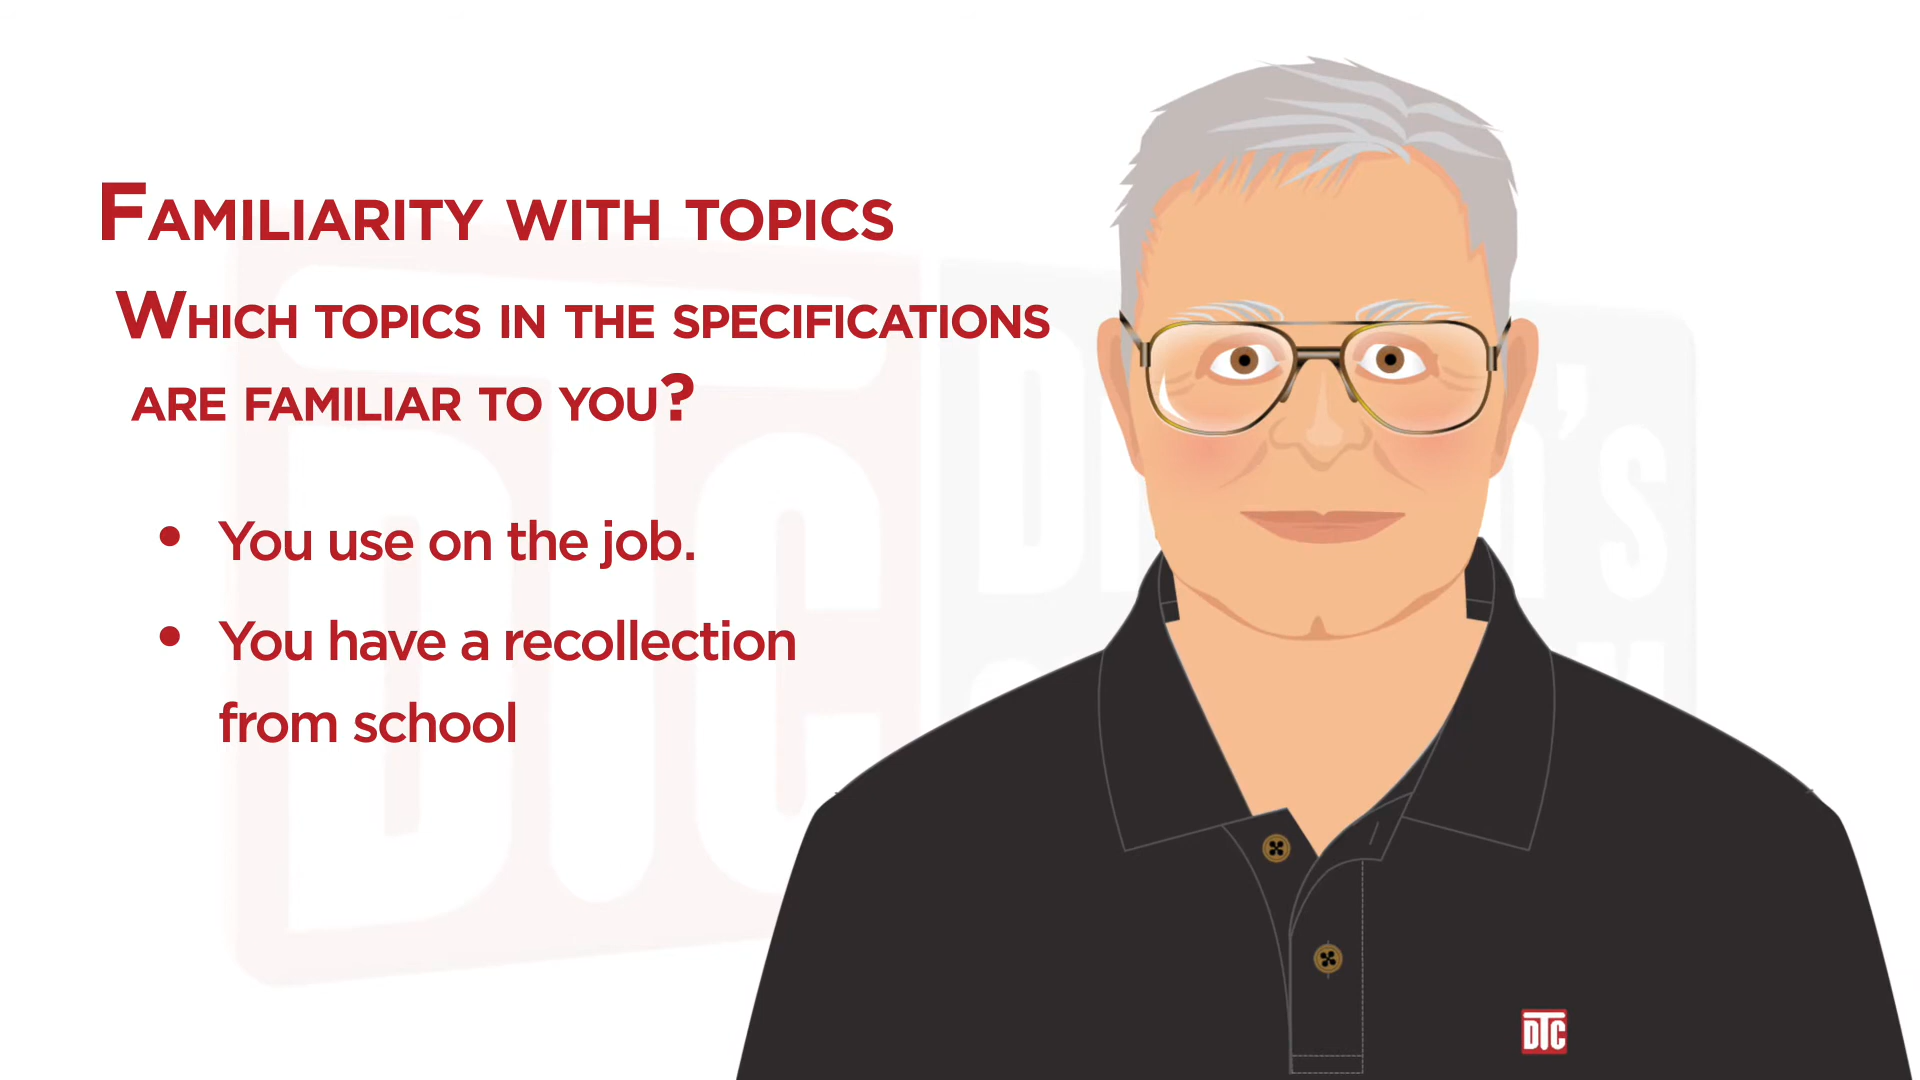 Familiarity with topics
Which topics in the specifications
are familiar to you?
• You use on the job.
• You have a recollection
from school
DTC
DTC